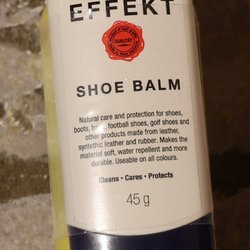 EFFEKT
QUALITÄT
SHOE BALM
Natural care and protection for shoes,
boots, football shoes, golf shoes and
other products made from leather,
syntethic leather and rubber. Makes the
material soft, water repellent and more
durable. Useable on all colours.
Cleans • Cares • Protects
45 g